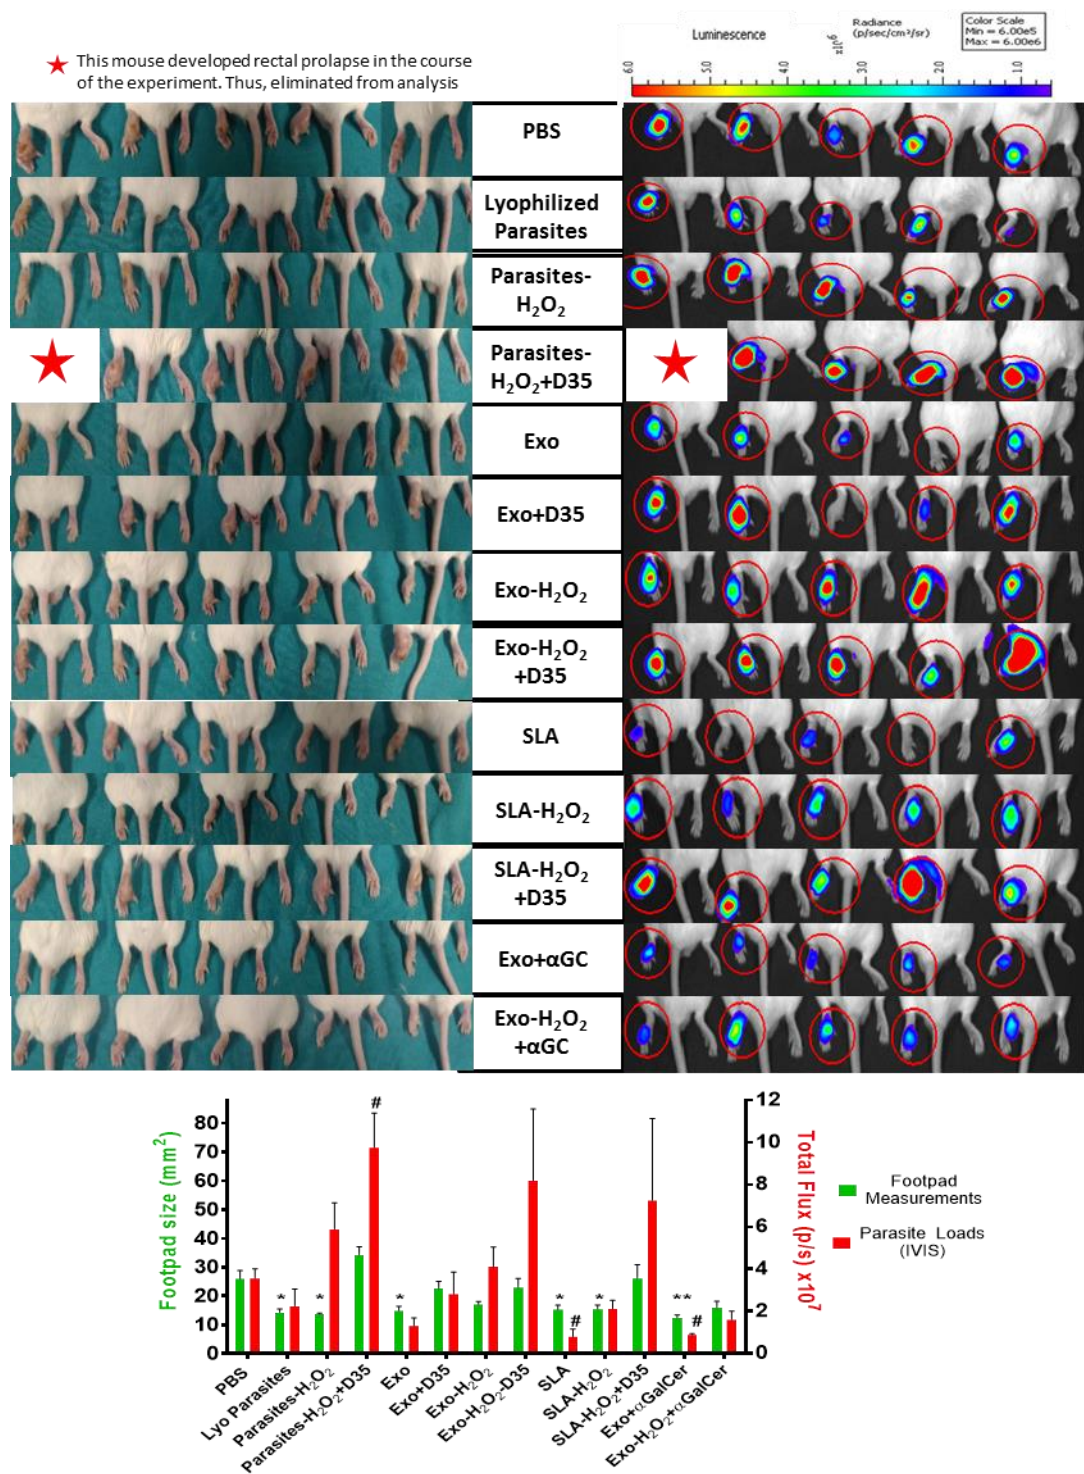 ★ This mouse developed rectal prolapse in the course
of the experiment. Thus, eliminated from analysis
Luminescence
Radiance
(p/sec/cm²/sr)
Color Scale
Min = 6.00e5
Max = 6.00e6
6.0 5.0 4.0 3.0 2.0 1.0
PBS
Lyophilized
Parasites
Parasites-
H₂O₂
Parasites-
H₂O₂+D35
Exo
Exo+D35
Exo-H₂O₂
Exo-H₂O₂
+D35
SLA
SLA-H₂O₂
SLA-H₂O₂
+D35
Exo+αGC
Exo-H₂O₂
+αGC
Footpad size (mm²)
80
70
60
50
40
30
20
10
0
* * # * * # * ** #
12
10
8
6
4
2
0
Total Flux (p/s) x10⁷
Footpad
Measurements
Parasite Loads
(IVIS)
PBS
Lyo Parasites
Parasites-H₂O₂
Parasites-H₂O₂+D35
Exo
Exo+D35
Exo-H₂O₂
Exo-H₂O₂-D35
SLA
SLA-H₂O₂
SLA-H₂O₂+D35
Exo+αGalCer
Exo-H₂O₂+αGalCer